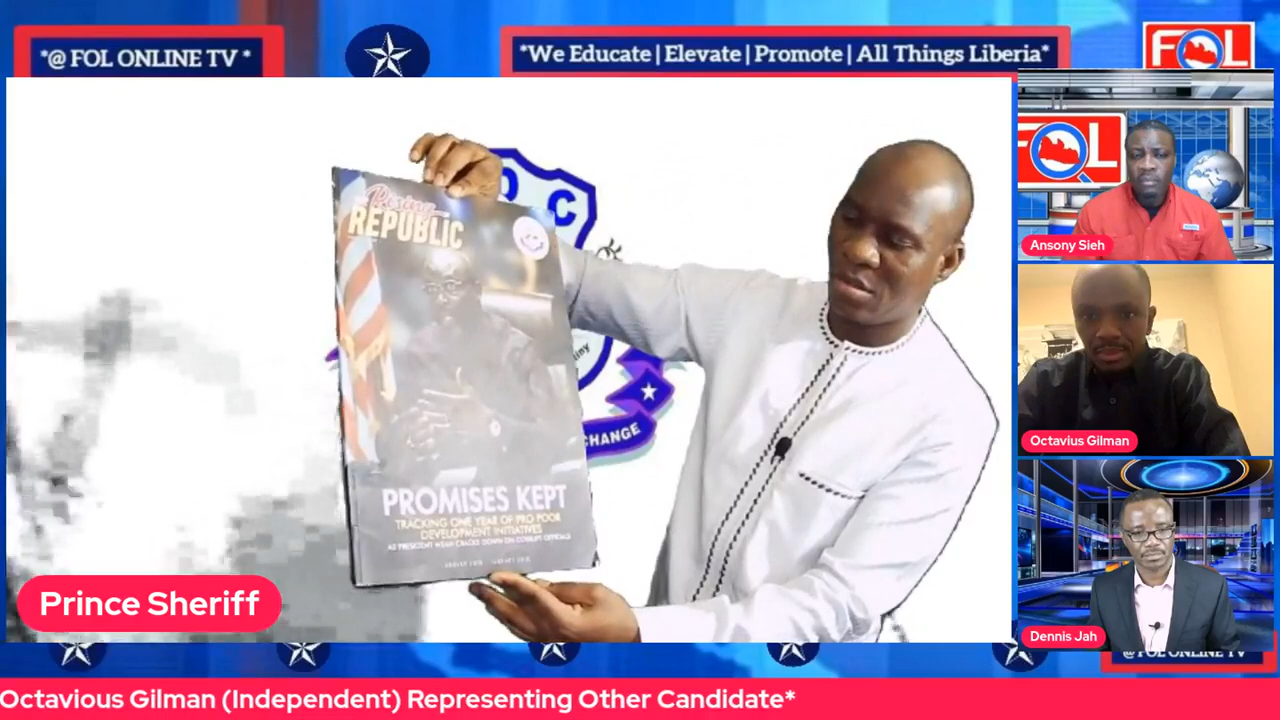 *@ FOL ONLINE TV *
*We Educate | Elevate | Promote | All Things Liberia*
FOL
FOL
Ansony Sieh
D C
Rising
REPUBLIC
CHANGE
PROMISES KEPT
TRACKING ONE YEAR OF PRO POOR
DEVELOPMENT INITIATIVES
AS PRESIDENT WEAH CRACKS DOWN ON CORRUPT OFFICIALS
Octavius Gilman
Prince Sheriff
Dennis Jah
@ FOL ONLINE TV
Octavious Gilman (Independent) Representing Other Candidate*